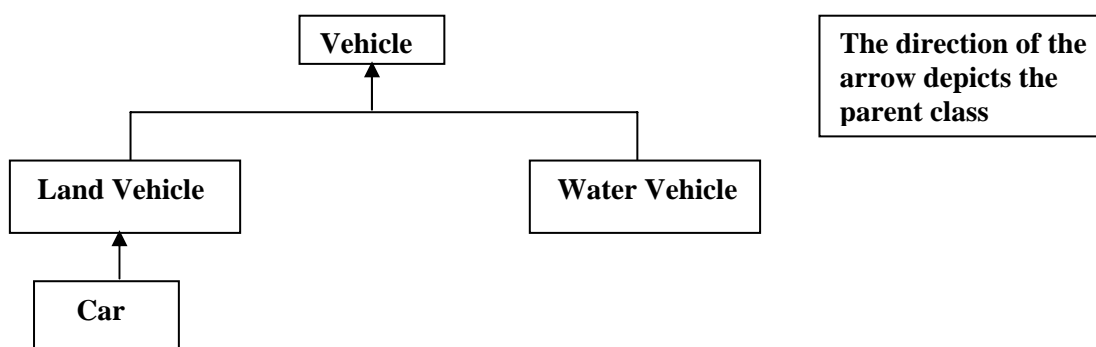 Vehicle
The direction of the
arrow depicts the
parent class
Land Vehicle
Water Vehicle
Car